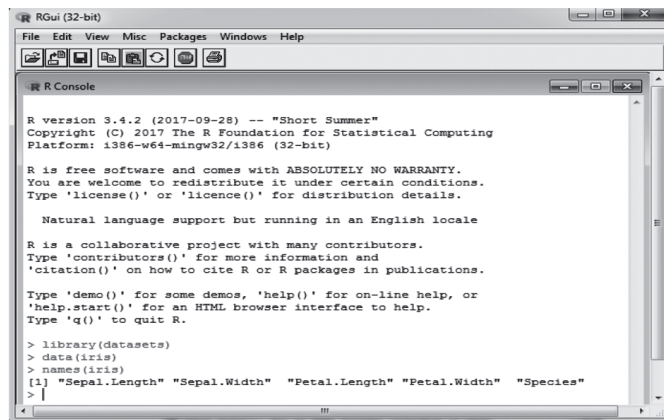 RGui (32-bit)
File Edit View Misc Packages Windows Help
R Console
R version 3.4.2 (2017-09-28) -- "Short Summer"
Copyright (C) 2017 The R Foundation for Statistical Computing
Platform: i386-w64-mingw32/i386 (32-bit)
R is free software and comes with ABSOLUTELY NO WARRANTY.
You are welcome to redistribute it under certain conditions.
Type 'license()' or 'licence()' for distribution details.
Natural language support but running in an English locale
R is a collaborative project with many contributors.
Type 'contributors()' for more information and
'citation()' on how to cite R or R packages in publications.
Type 'demo()' for some demos, 'help()' for on-line help, or
'help.start()' for an HTML browser interface to help.
Type 'q()' to quit R.
> library(datasets)
> data(iris)
> names(iris)
[1] "Sepal.Length" "Sepal.Width" "Petal.Length" "Petal.Width" "Species"
>